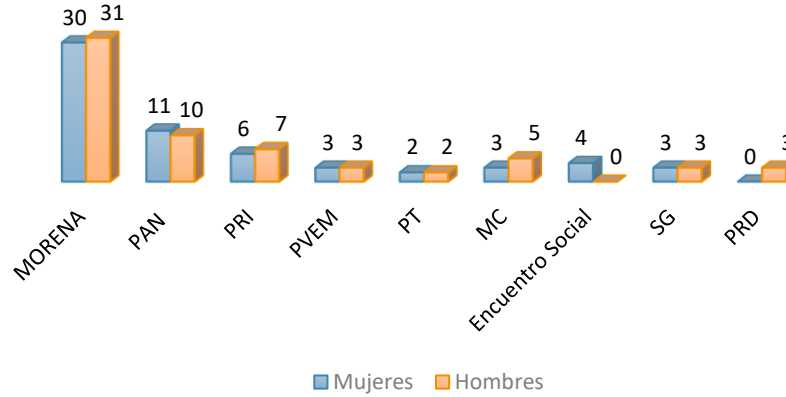 30 31
11 10
6 7
3 3
2 2
3 5
4 0
3 3
0 3
MORENA
PAN
PRI
PVEM
PT
MC
Encuentro Social
SG
PRD
Mujeres Hombres